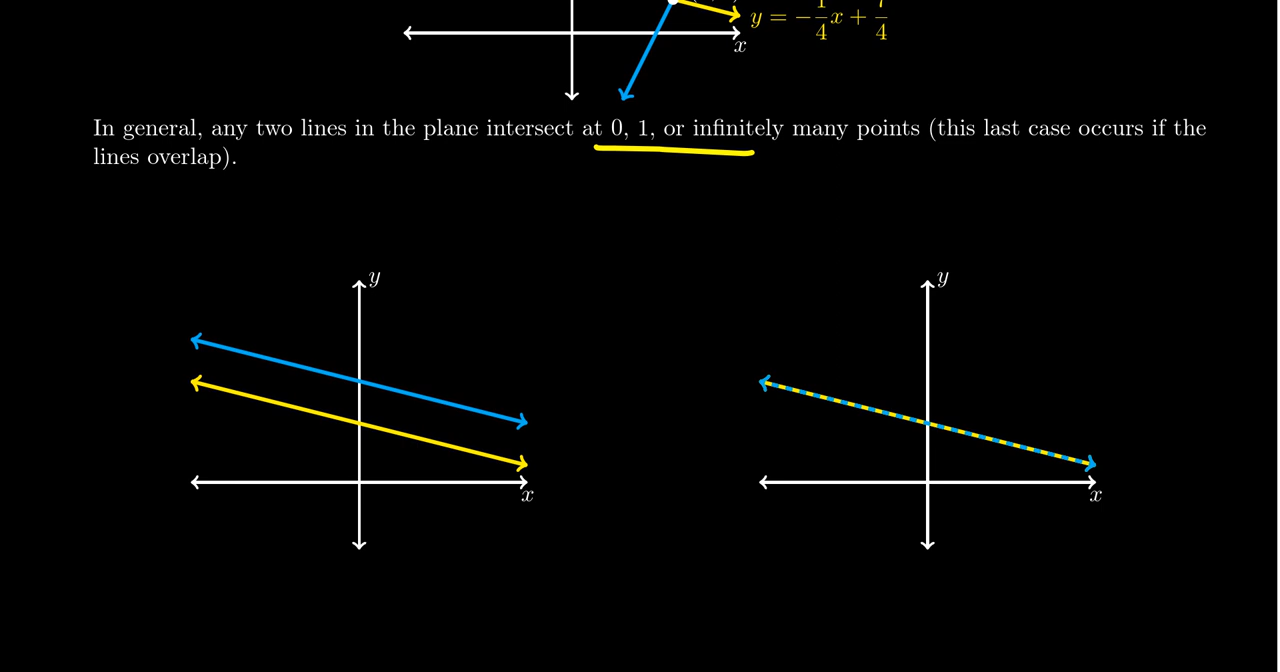 y = −1/4x + 7/4
x
In general, any two lines in the plane intersect at 0, 1, or infinitely many points (this last case occurs if the
lines overlap).
y
y
x
x